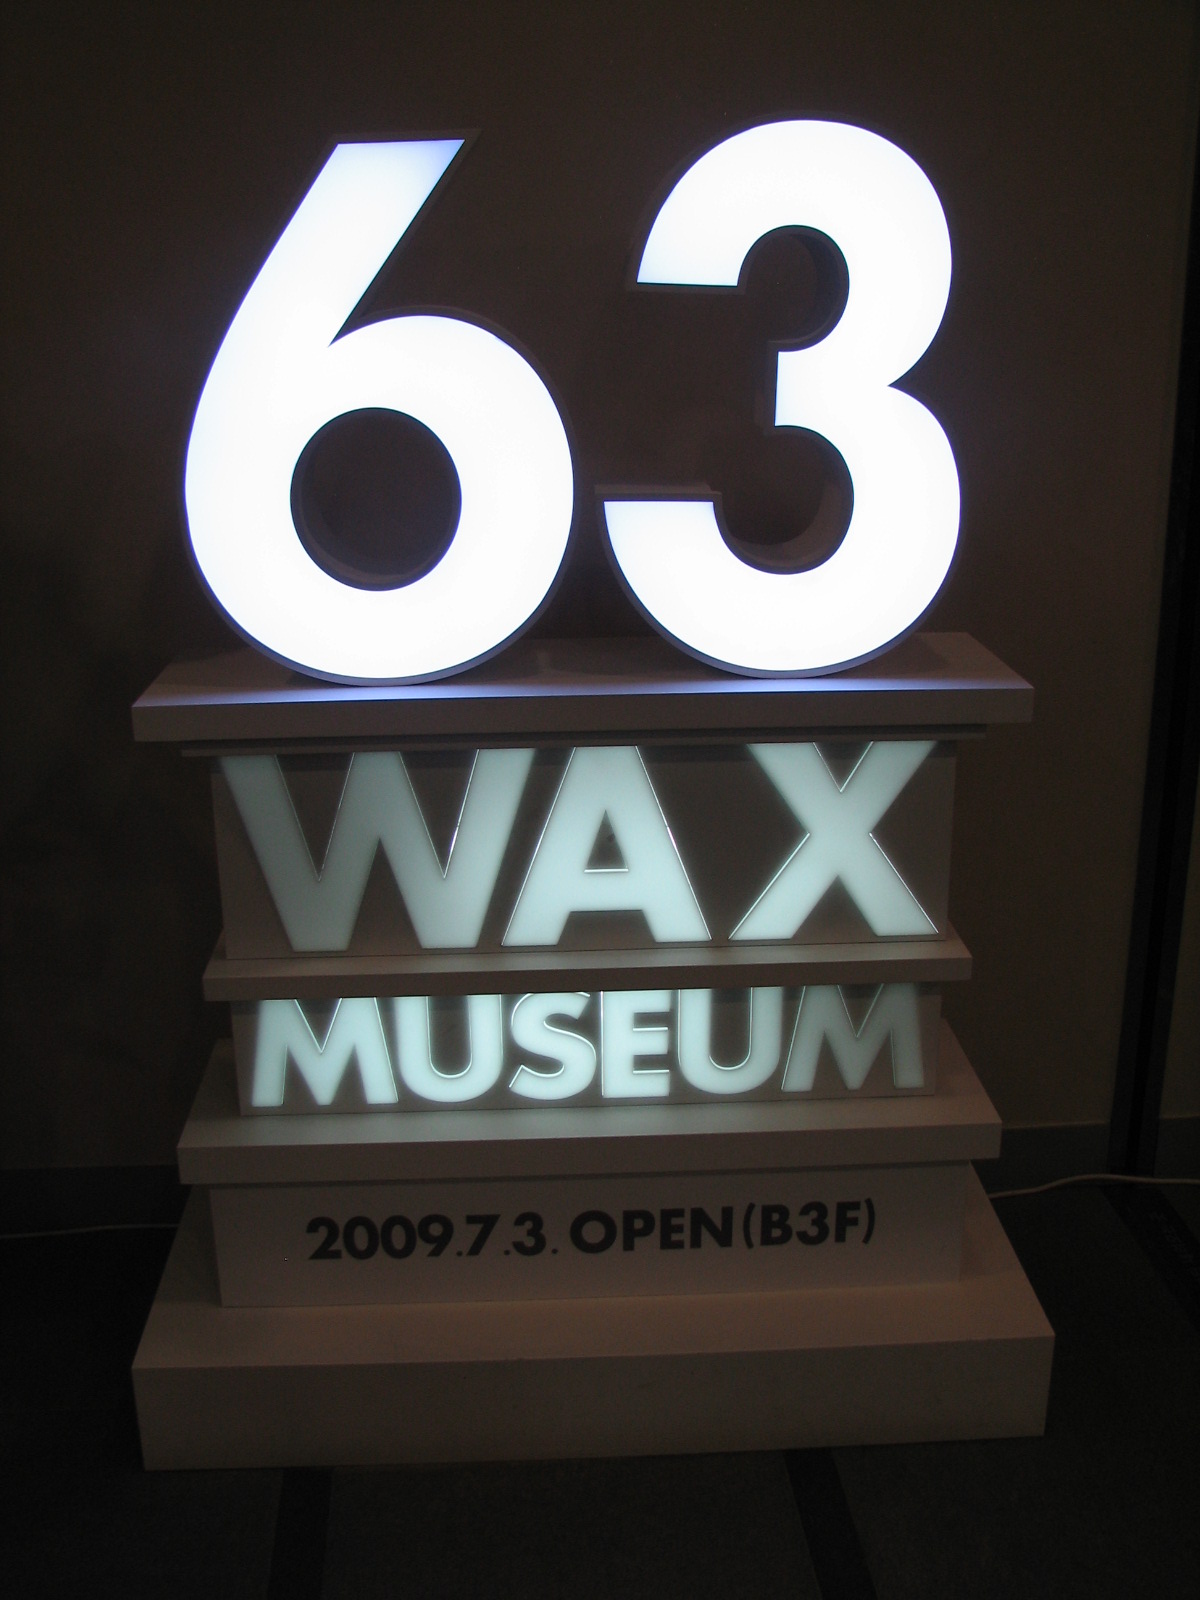 63
WAX
MUSEUM
2009.7.3. OPEN(B3F)